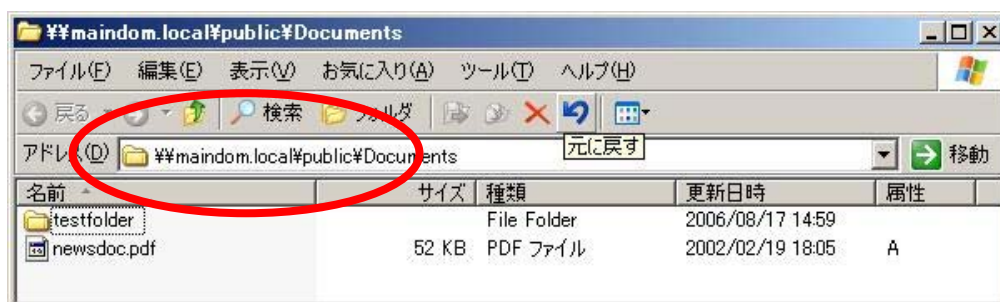 ¥¥maindom.local¥public¥Documents
ファイル(F) 編集(E) 表示(V) お気に入り(A) ツール(T) ヘルプ(H)
戻る 検索 フォルダ
アドレス(D) ¥¥maindom.local¥public¥Documents 移動
元に戻す
名前 サイズ 種類 更新日時 属性
testfolder File Folder 2006/08/17 14:59
newsdoc.pdf 52 KB PDF ファイル 2002/02/19 18:05 A